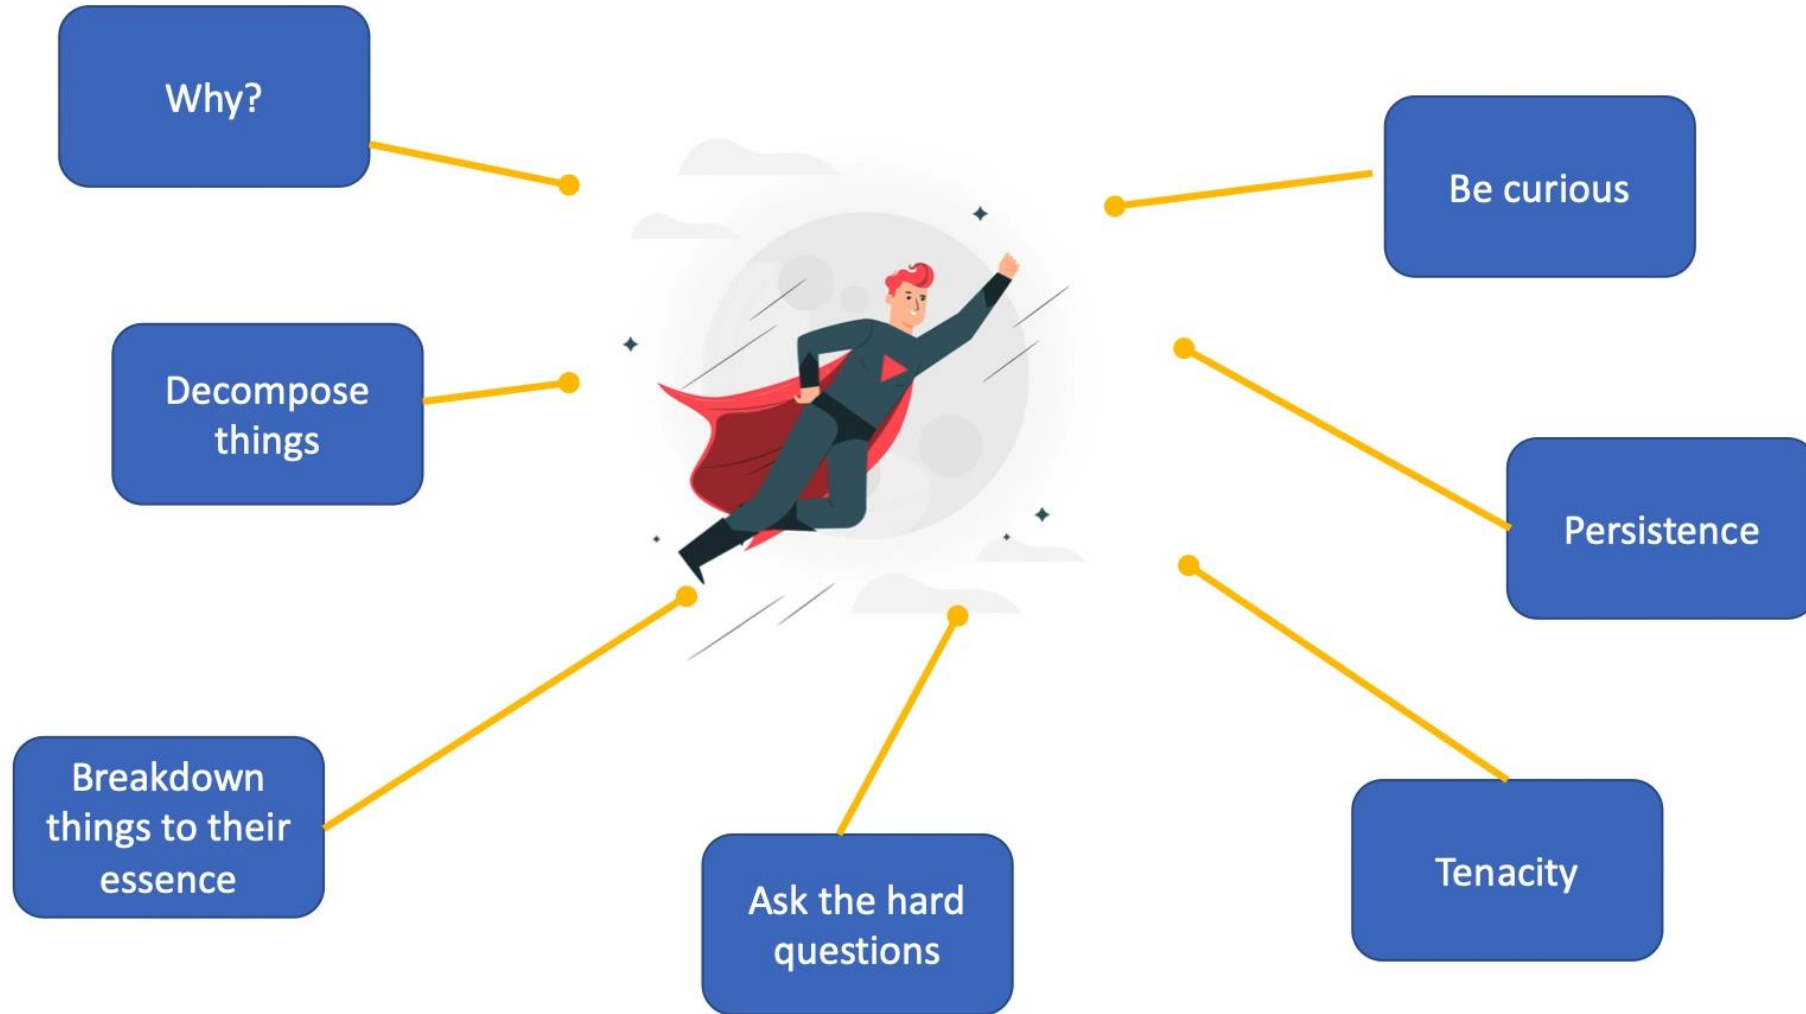 Why?
Be curious
Decompose
things
Persistence
Breakdown
things to their
essence
Ask the hard
questions
Tenacity